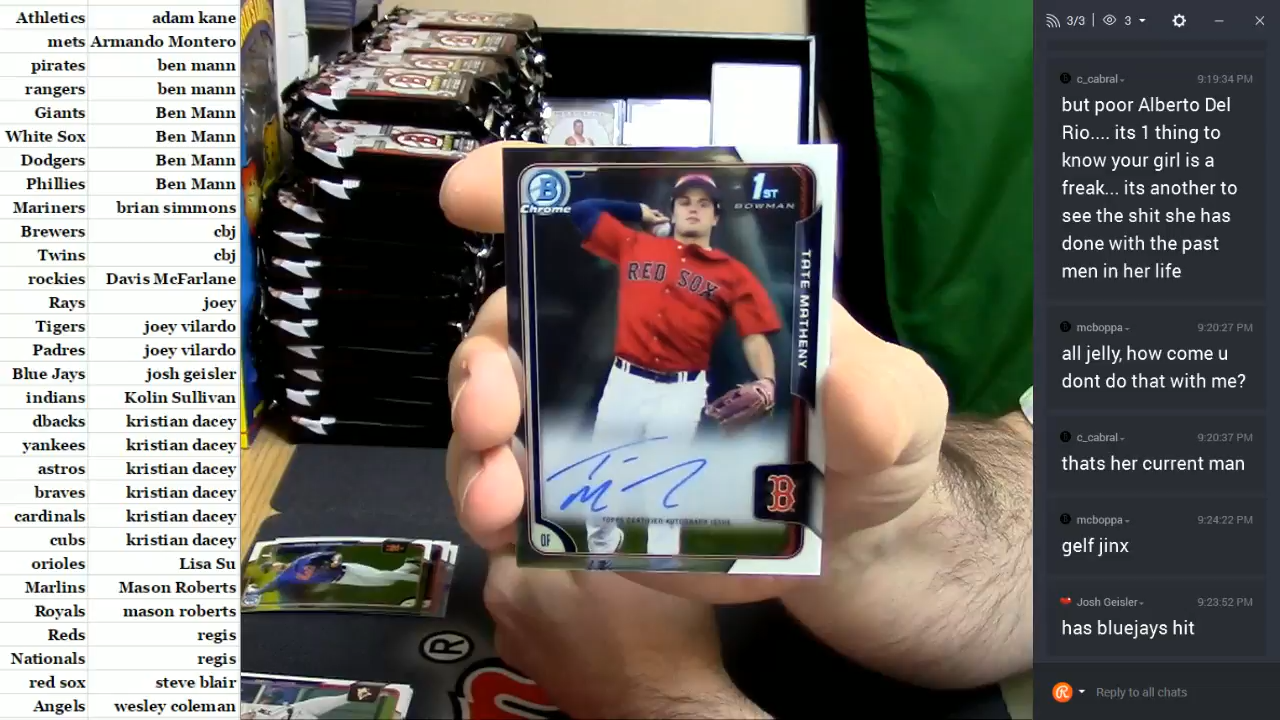 Athletics adam kane
mets Armando Montero
pirates ben mann
rangers ben mann
Giants Ben Mann
White Sox Ben Mann
Dodgers Ben Mann
Phillies Ben Mann
Mariners brian simmons
Brewers cbj
Twins cbj
rockies Davis McFarlane
Rays joey
Tigers joey vilardo
Padres joey vilardo
Blue Jays josh geisler
indians Kolin Sullivan
dbacks kristian dacey
yankees kristian dacey
astros kristian dacey
braves kristian dacey
cardinals kristian dacey
cubs kristian dacey
orioles Lisa Su
Marlins Mason Roberts
Royals mason roberts
Reds regis
Nationals regis
red sox steve blair
Angels wesley coleman
B
Chrome
1ST
BOWMAN
RED SOX
TATE MATHENY
TOPPS CERTIFIED AUTOGRAPH ISSUE
B
OF
®
3/3 3
c_cabral 9:19:34 PM
but poor Alberto Del
Rio.... its 1 thing to
know your girl is a
freak... its another to
see the shit she has
done with the past
men in her life
mcboppa 9:20:27 PM
all jelly, how come u
dont do that with me?
c_cabral 9:20:37 PM
thats her current man
mcboppa 9:24:22 PM
gelf jinx
Josh Geisler 9:23:52 PM
has bluejays hit
Reply to all chats